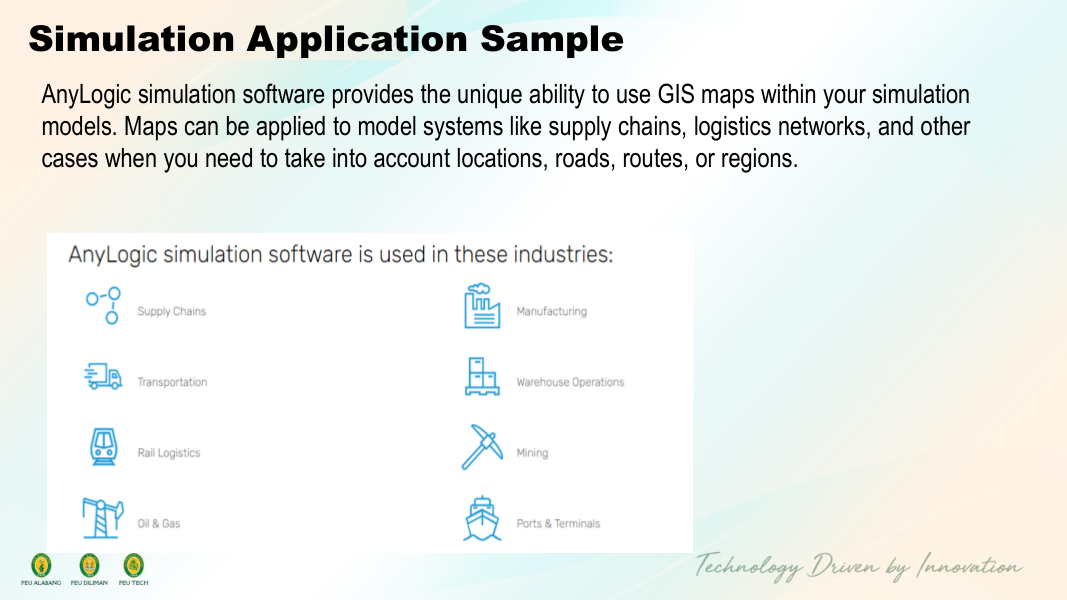 Simulation Application Sample
AnyLogic simulation software provides the unique ability to use GIS maps within your simulation
models. Maps can be applied to model systems like supply chains, logistics networks, and other
cases when you need to take into account locations, roads, routes, or regions.
AnyLogic simulation software is used in these industries:
Supply Chains
Manufacturing
Transportation
Warehouse Operations
Rail Logistics
Mining
Oil & Gas
Ports & Terminals
FEU ALABANG FEU DILIMAN FEU TECH
Technology Driven by Innovation